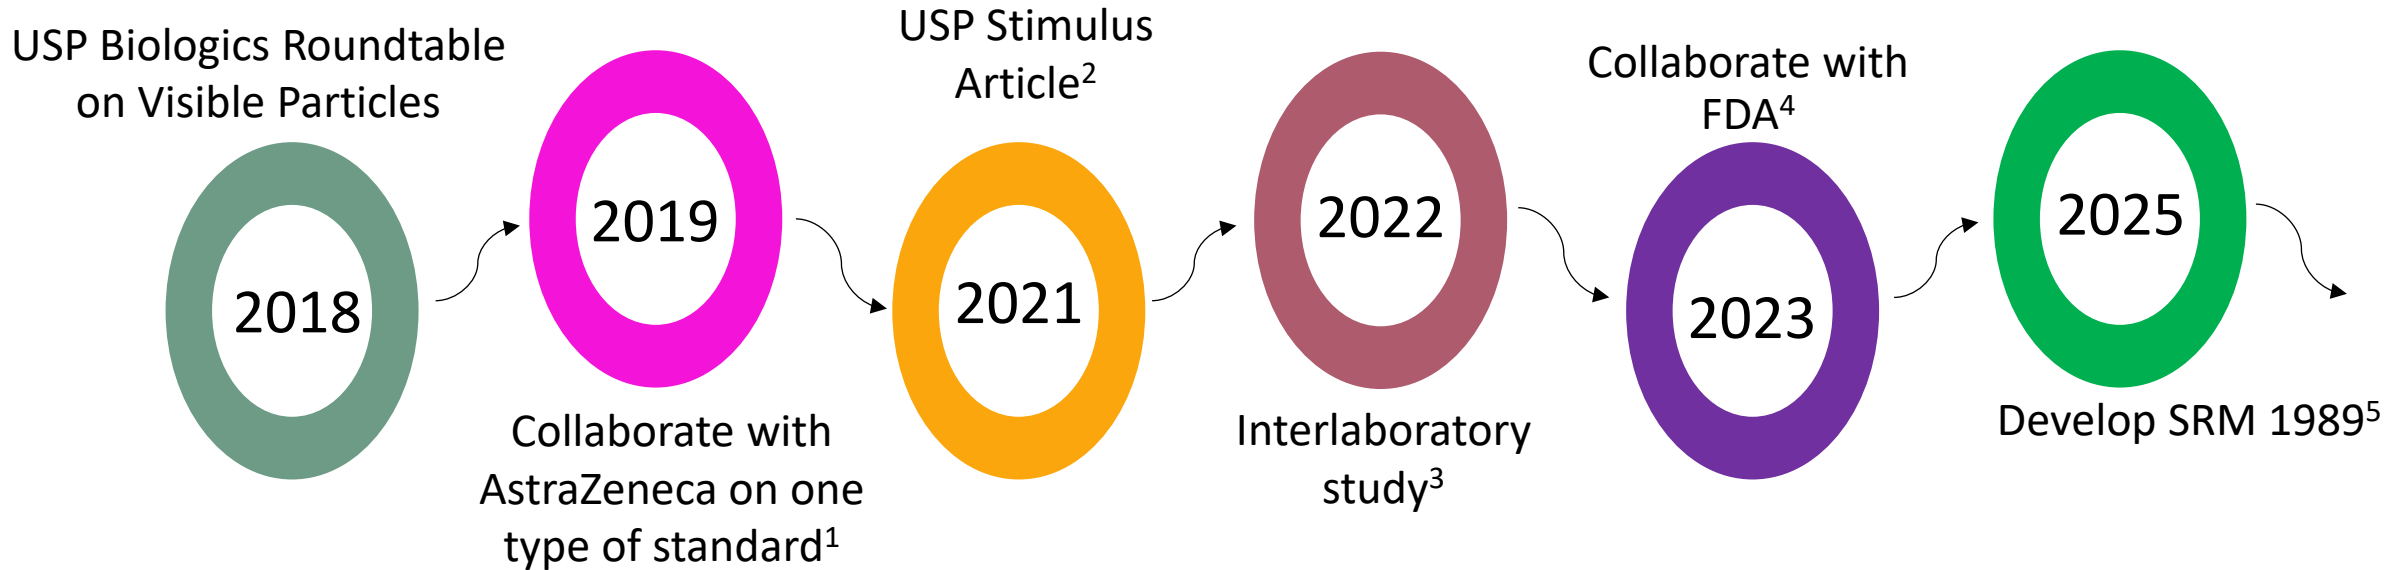 USP Biologics Roundtable
on Visible Particles
2018
2019
Collaborate with
AstraZeneca on one
type of standard¹
USP Stimulus
Article²
2021
2022
Interlaboratory
study³
Collaborate with
FDA⁴
2023
2025
Develop SRM 1989⁵